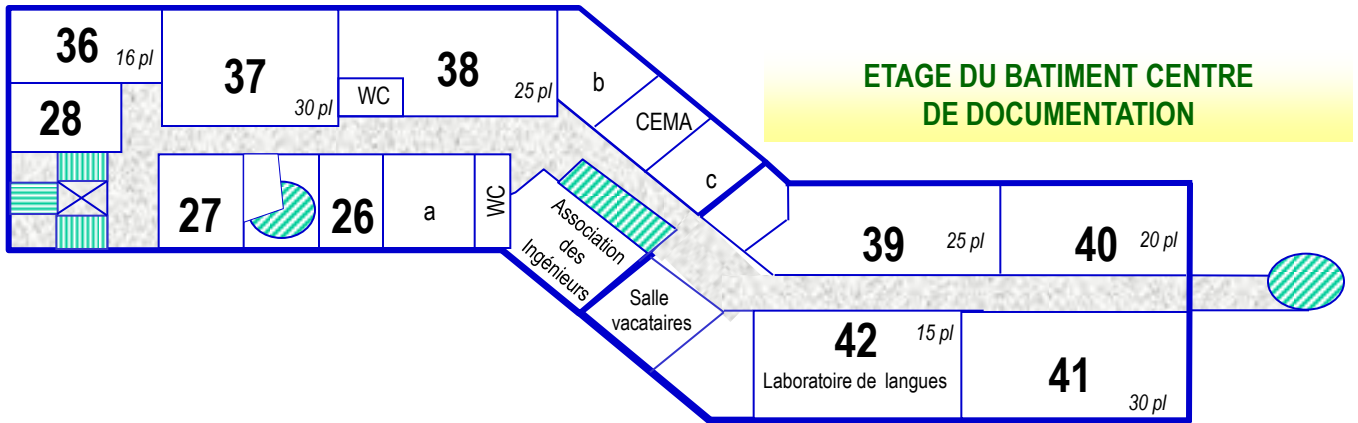 ETAGE DU BATIMENT CENTRE
DE DOCUMENTATION
36
16 pl
37
30 pl
38
25 pl
WC
b
CEMA
c
28
27
26
a
WC
Association
des
Ingénieurs
Salle
vacataires
39
25 pl
40
20 pl
42
15 pl
Laboratoire de langues
41
30 pl